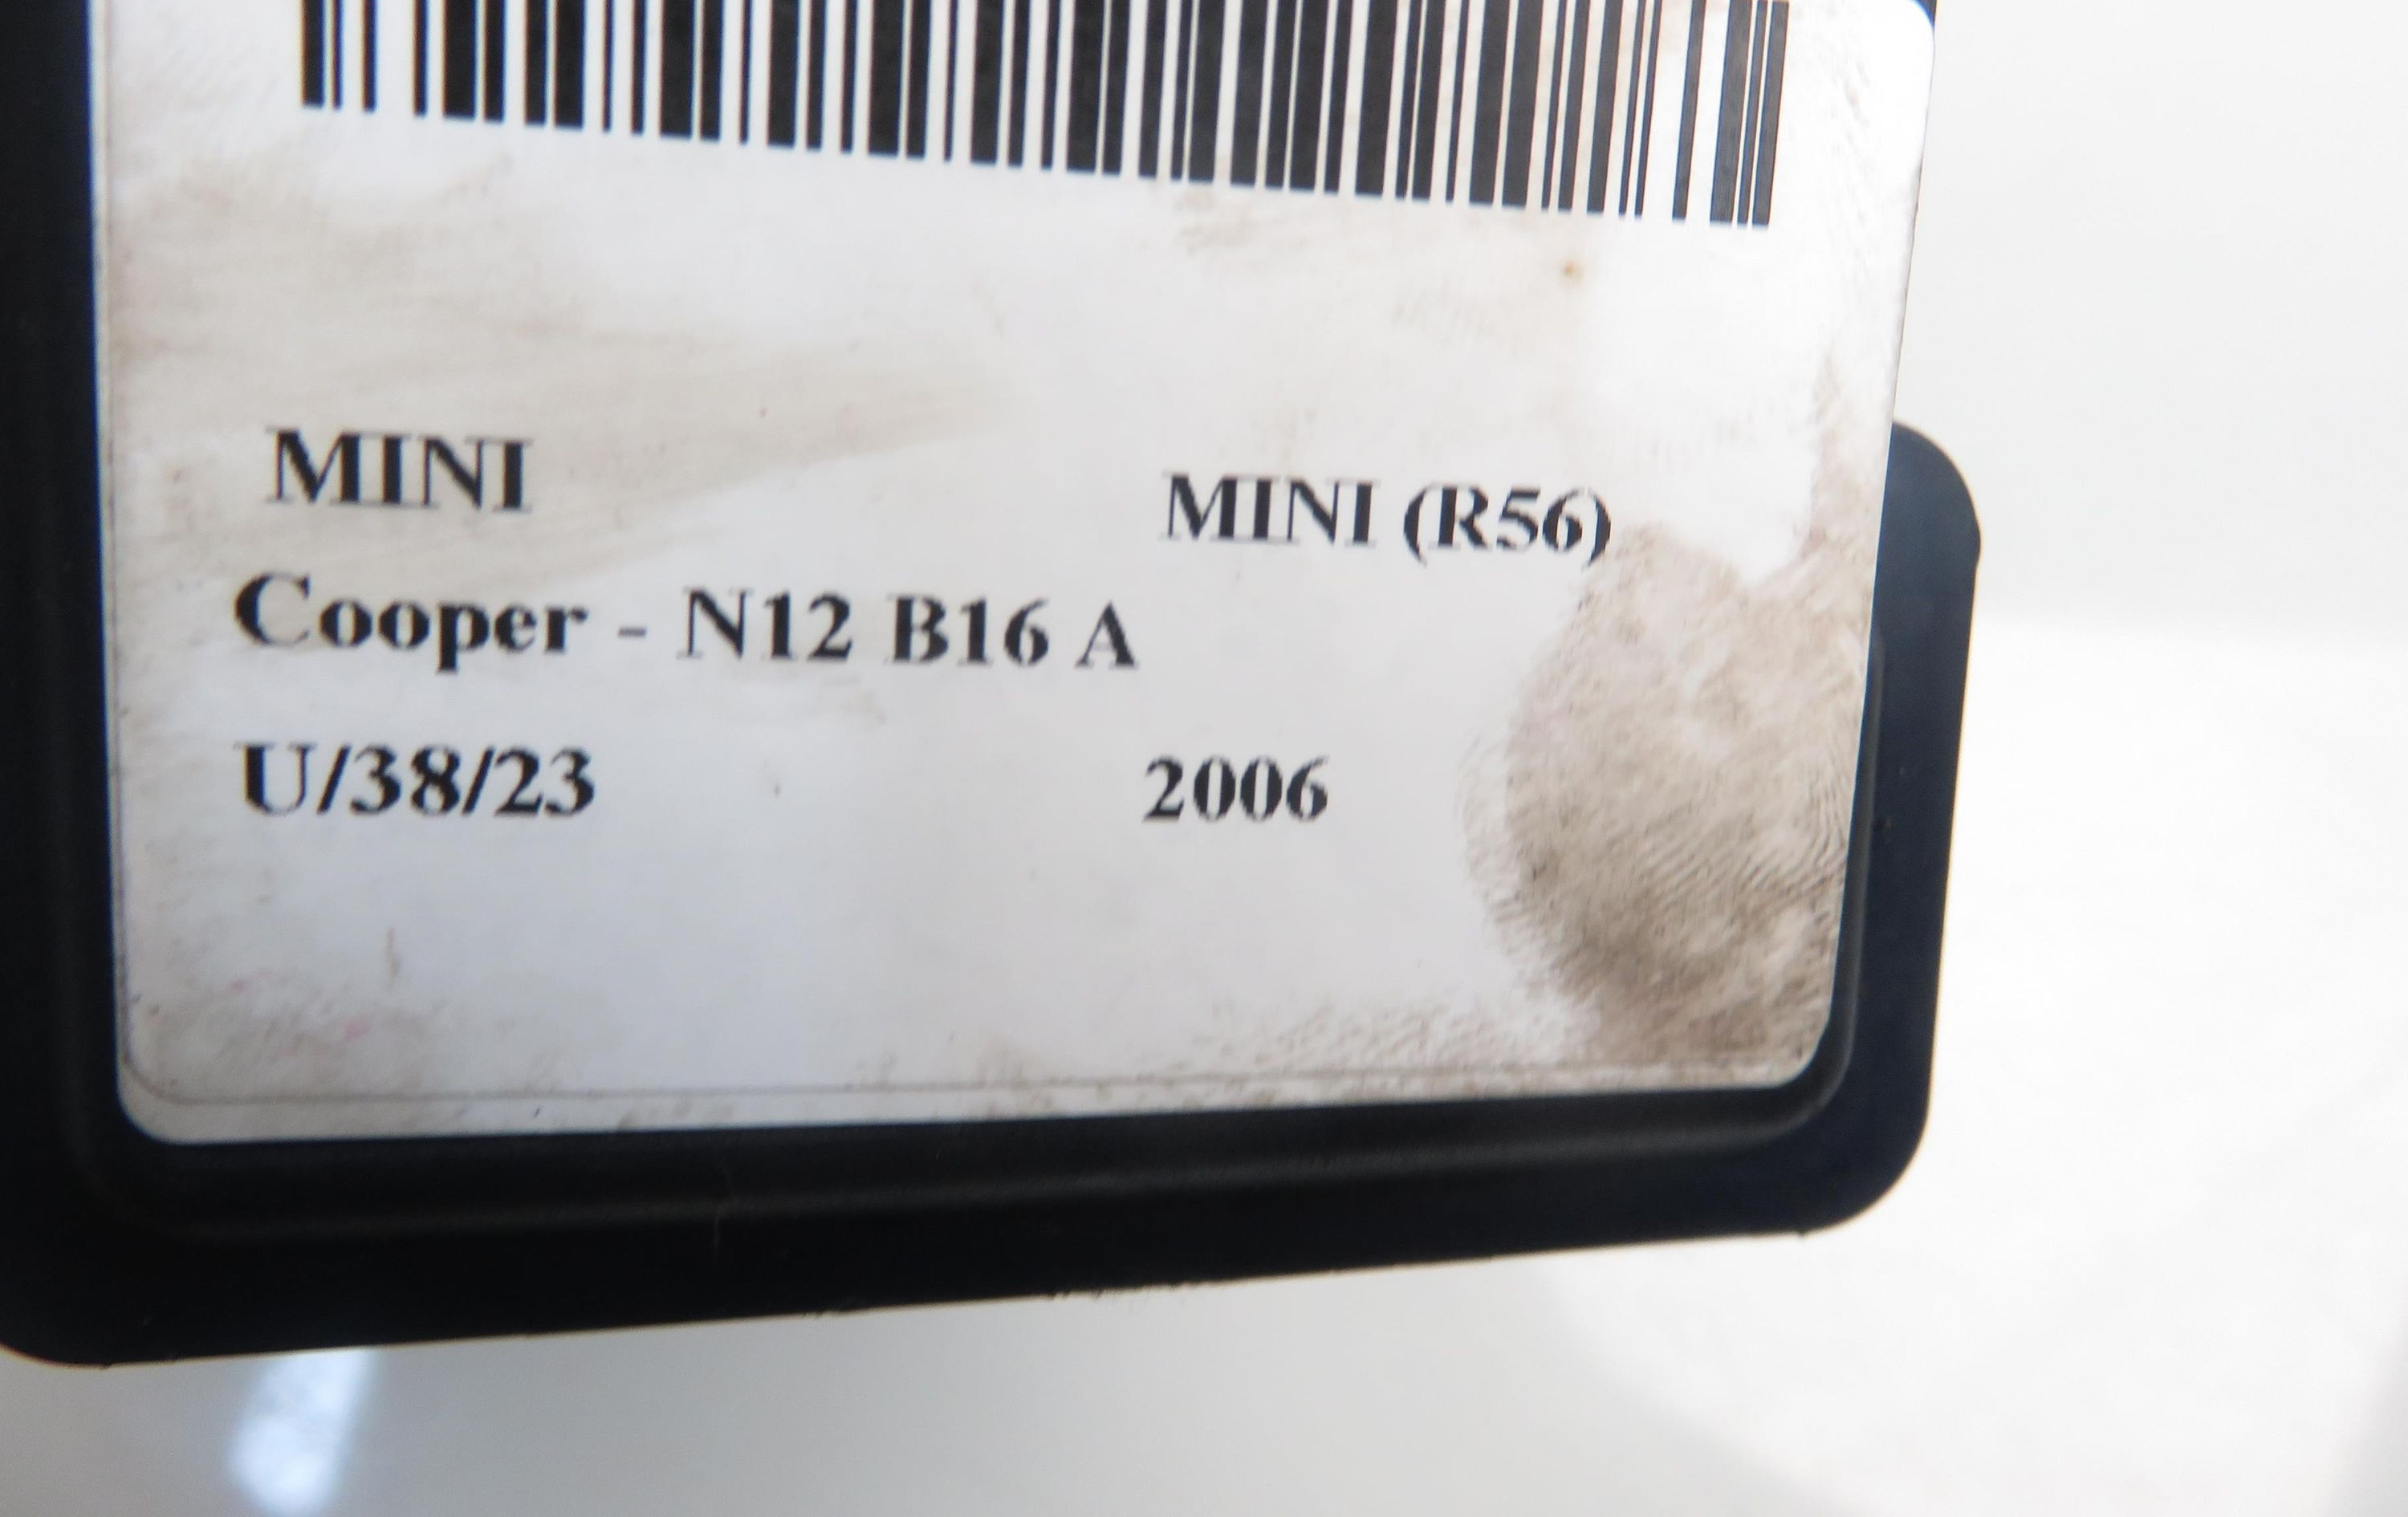 MINI MINI (R56)
Cooper - N12 B16 A
U/38/23 2006